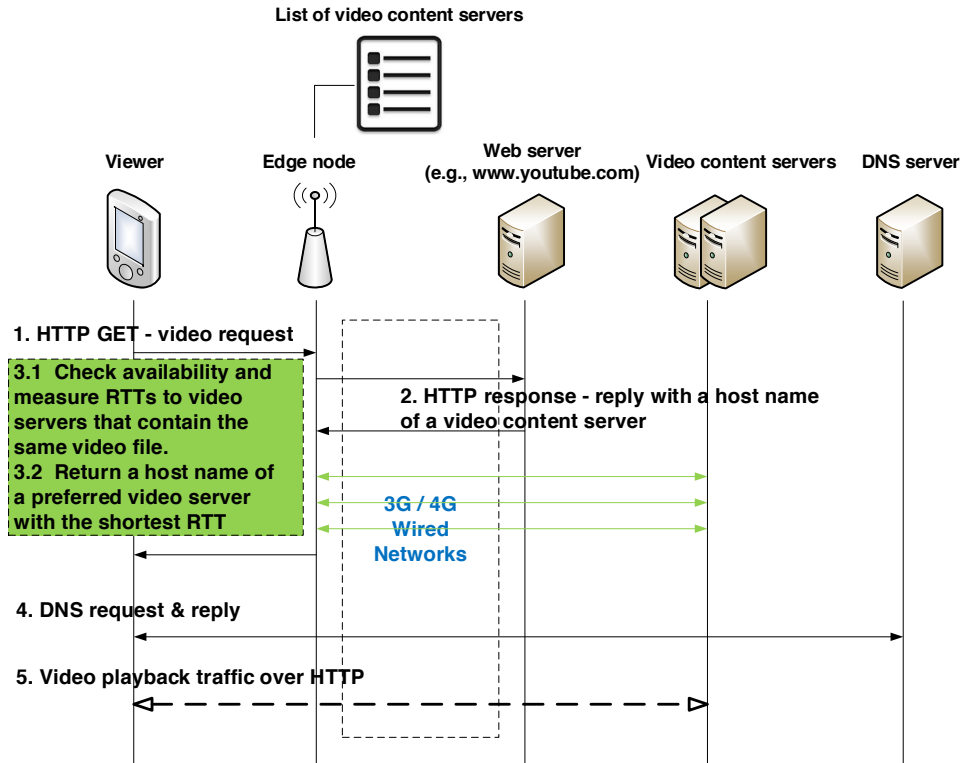 List of video content servers
Viewer
Edge node
Web server
(e.g., www.youtube.com)
Video content servers
DNS server
1. HTTP GET - video request
3.1 Check availability and
measure RTTs to video
servers that contain the
same video file.
3.2 Return a host name of
a preferred video server
with the shortest RTT
2. HTTP response - reply with a host name
of a video content server
3G / 4G
Wired
Networks
4. DNS request & reply
5. Video playback traffic over HTTP